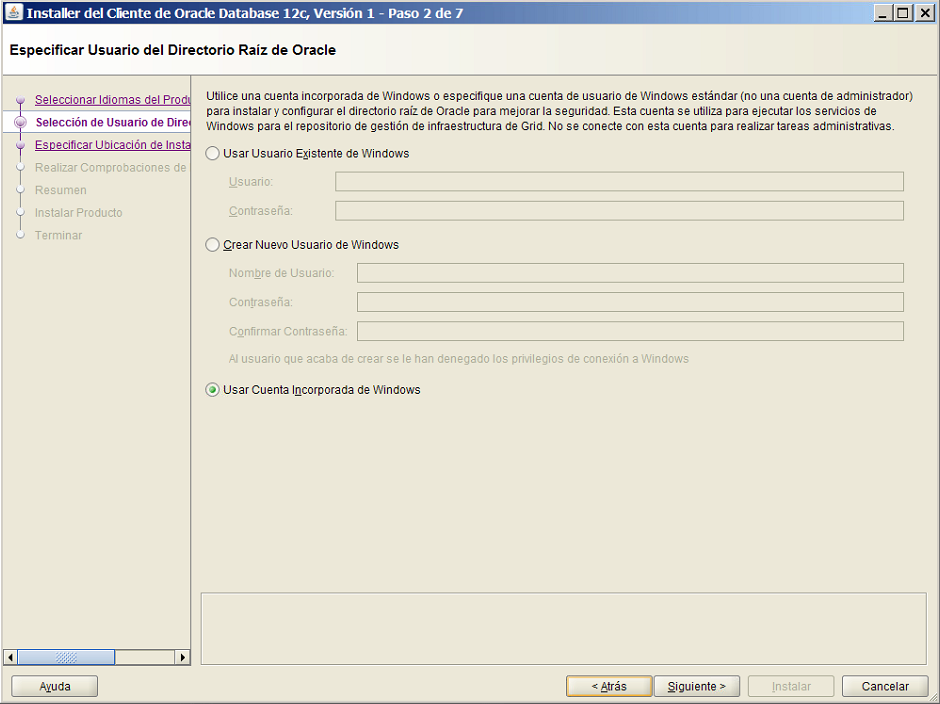 Installer del Cliente de Oracle Database 12c, Versión 1 - Paso 2 de 7
Especificar Usuario del Directorio Raíz de Oracle
Seleccionar Idiomas del Produ
Selección de Usuario de Direc
Especificar Ubicación de Insta
Realizar Comprobaciones de
Resumen
Instalar Producto
Terminar
Utilice una cuenta incorporada de Windows o especifique una cuenta de usuario de Windows estándar (no una cuenta de administrador)
para instalar y configurar el directorio raíz de Oracle para mejorar la seguridad. Esta cuenta se utiliza para ejecutar los servicios de
Windows para el repositorio de gestión de infraestructura de Grid. No se conecte con esta cuenta para realizar tareas administrativas.
Usar Usuario Existente de Windows
Usuario:
Contraseña:
Crear Nuevo Usuario de Windows
Nombre de Usuario:
Contraseña:
Confirmar Contraseña:
Al usuario que acaba de crear se le han denegado los privilegios de conexión a Windows
Usar Cuenta Incorporada de Windows
Ayuda
< Atrás
Siguiente >
Instalar
Cancelar